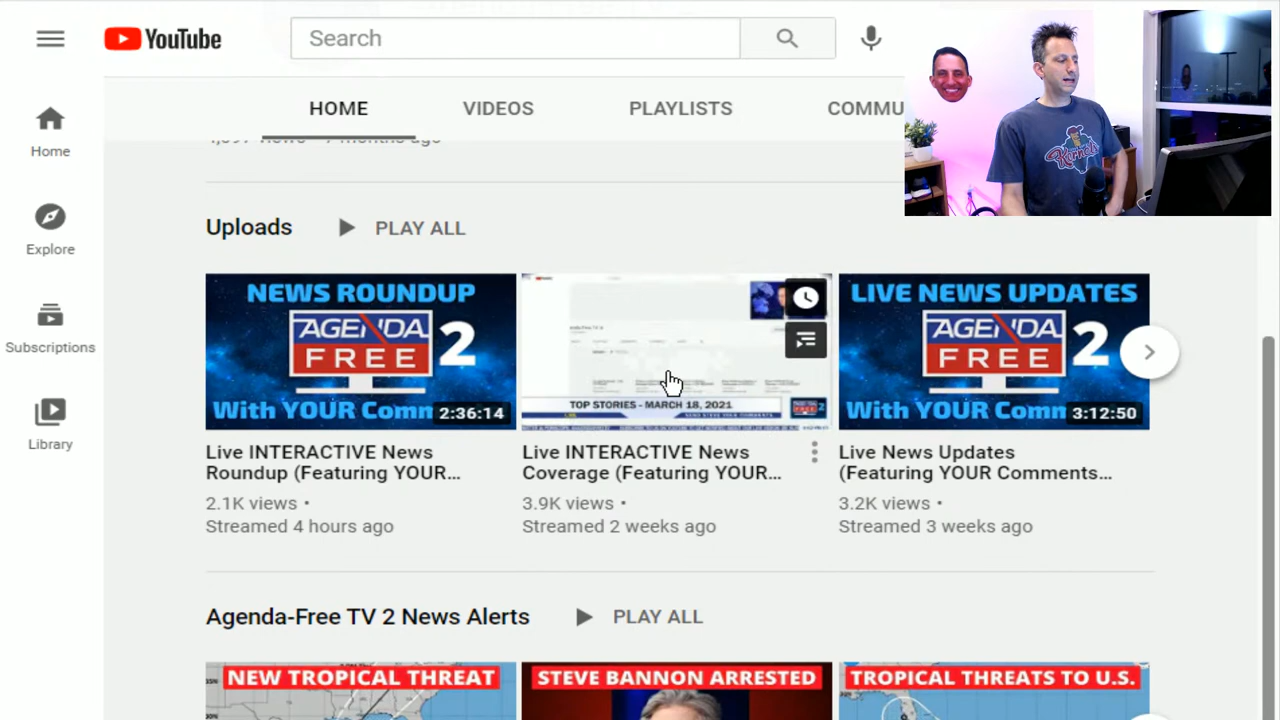 YouTube
Search
HOME VIDEOS PLAYLISTS COMMU
Home
Explore
Subscriptions
Library
Uploads PLAY ALL
NEWS ROUNDUP
AGENDA
FREE 2
With YOUR Comm
2:36:14
TOP STORIES - MARCH 18, 2021
LIVE NEWS UPDATES
AGENDA
FREE 2
With YOUR Comm
3:12:50
Live INTERACTIVE News
Roundup (Featuring YOUR...
2.1K views •
Streamed 4 hours ago
Live INTERACTIVE News
Coverage (Featuring YOUR...
3.9K views •
Streamed 2 weeks ago
Live News Updates
(Featuring YOUR Comments...
3.2K views •
Streamed 3 weeks ago
Agenda-Free TV 2 News Alerts PLAY ALL
NEW TROPICAL THREAT
STEVE BANNON ARRESTED
TROPICAL THREATS TO U.S.
Kernels